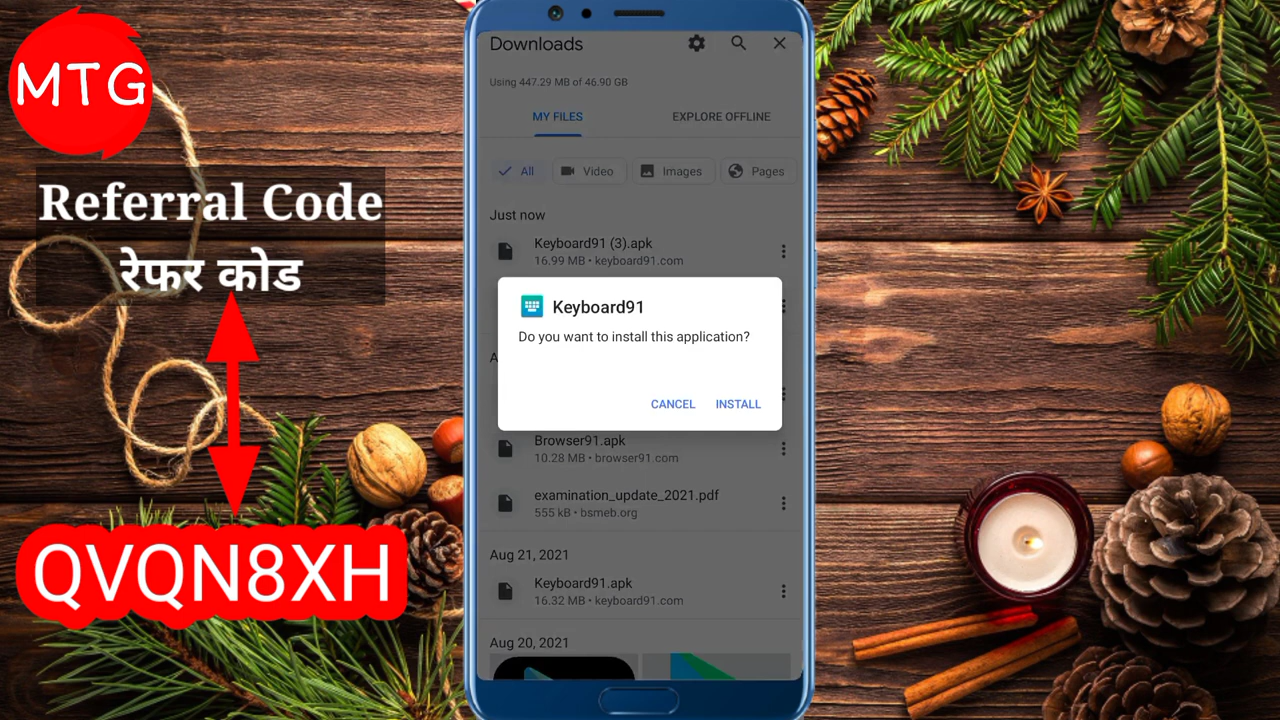 MTG
Referral Code
रेफर कोड
QVQN8XH
Downloads
Using 447.29 MB of 46.90 GB
MY FILES
EXPLORE OFFLINE
All
Video
Images
Pages
Just now
Keyboard91 (3).apk
16.99 MB • keyboard91.com
Keyboard91
Do you want to install this application?
CANCEL
INSTALL
A
Browser91.apk
10.28 MB • browser91.com
examination_update_2021.pdf
555 kB • bsmeb.org
Aug 21, 2021
Keyboard91.apk
16.32 MB • keyboard91.com
Aug 20, 2021